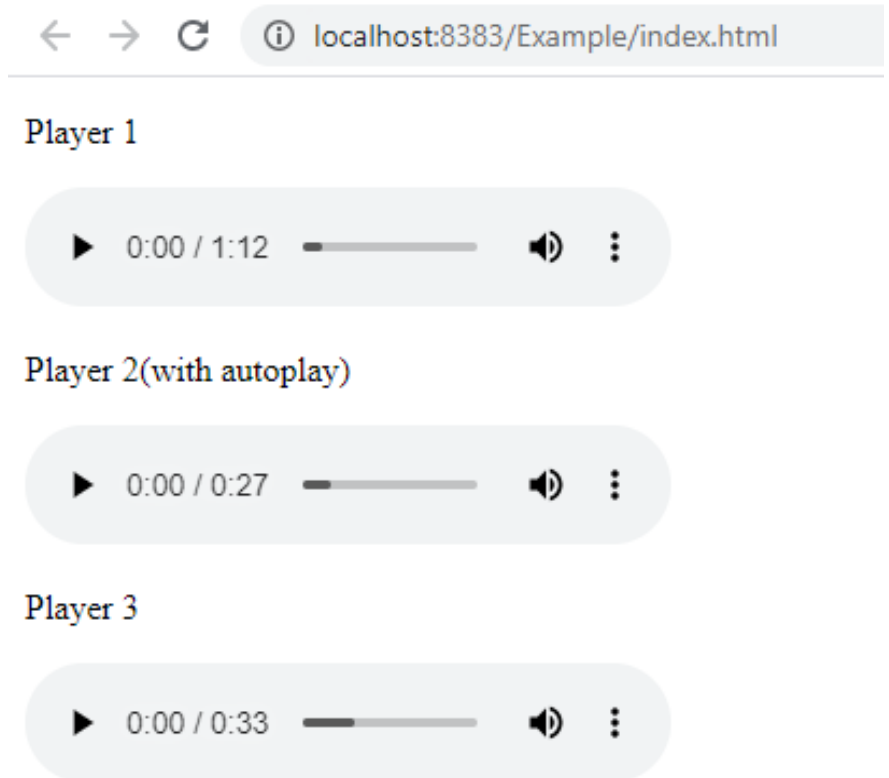 localhost:8383/Example/index.html
Player 1
0:00 / 1:12
Player 2(with autoplay)
0:00 / 0:27
Player 3
0:00 / 0:33